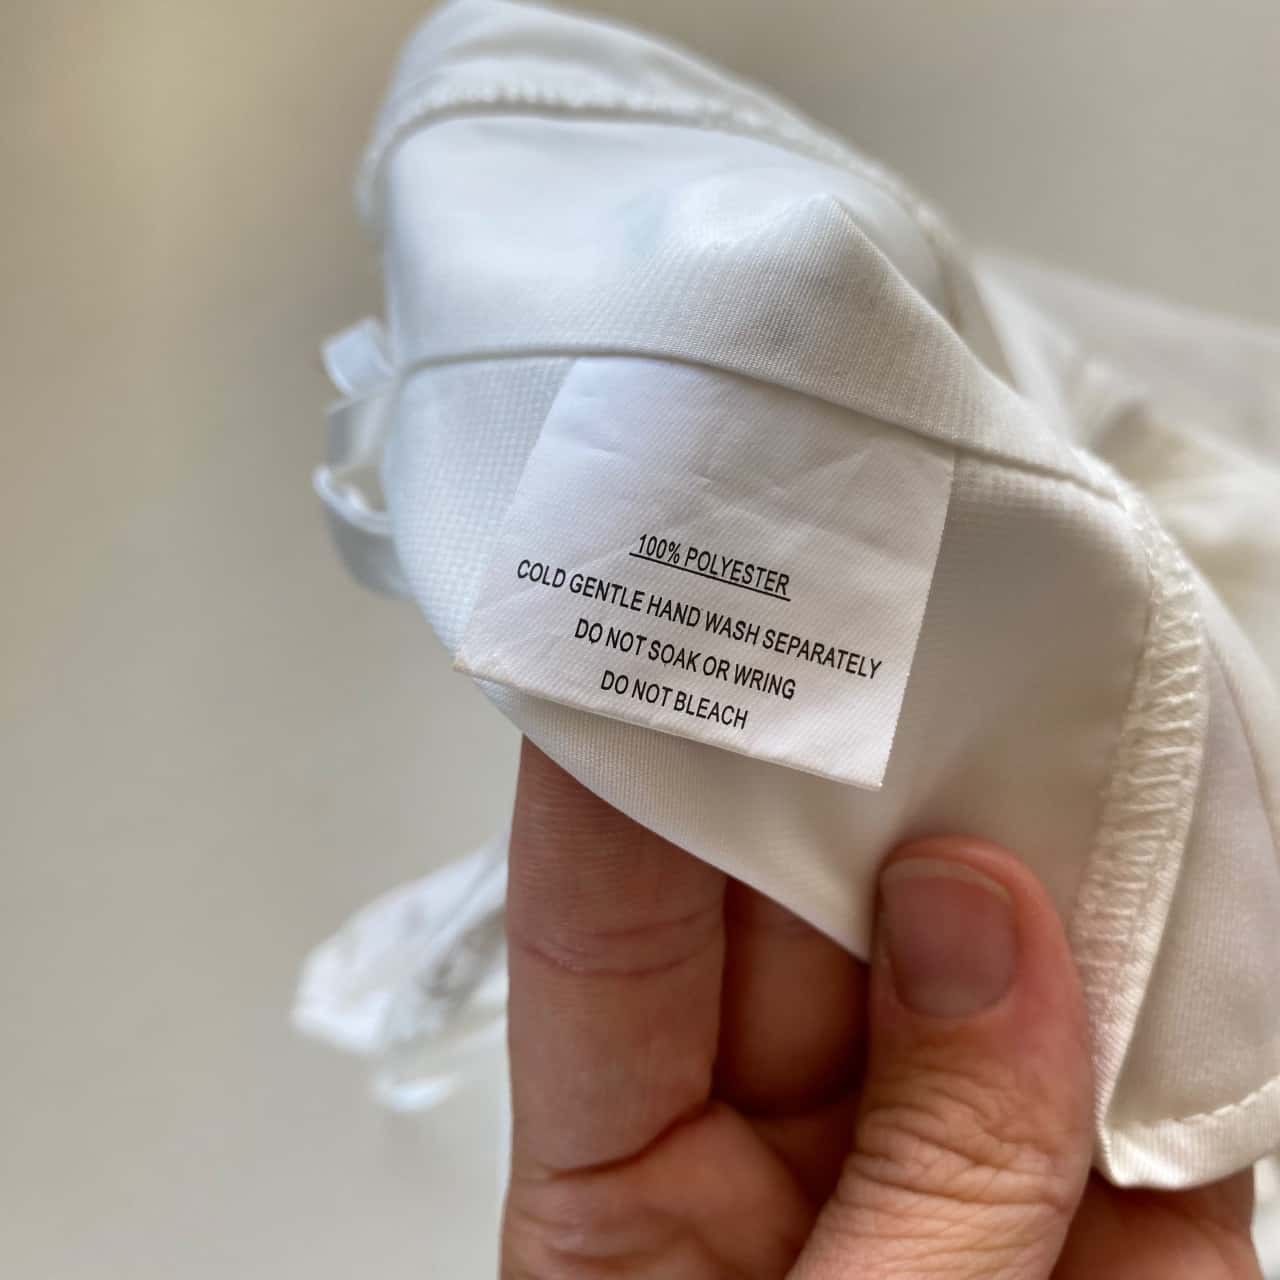 100% POLYESTER
COLD GENTLE HAND WASH SEPARATELY
DO NOT SOAK OR WRING
DO NOT BLEACH